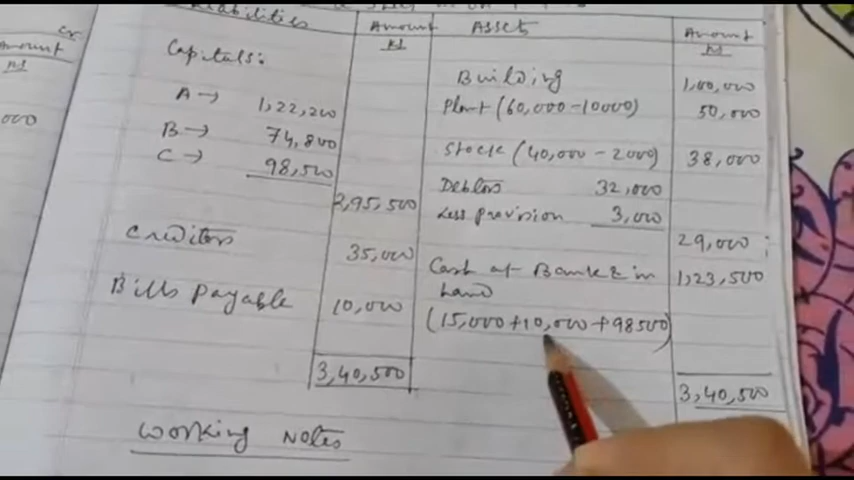 Liabilities Amount Assets Amount
Cr
Amount
Capitals:
Building 1,00,000
A → 1,22,200 Plant (60,000-10000) 50,000
000
B → 74,800
C → 98,500 Stock (40,000-2000) 38,000
Debtors 32,000
2,95,500 Less provision 3,000
29,000
Creditors 35,000
Cash at Bank & in 1,23,500
hand
Bills Payable 10,000
(15,000+10,000+98500)
3,40,500 3,40,500
Working Notes